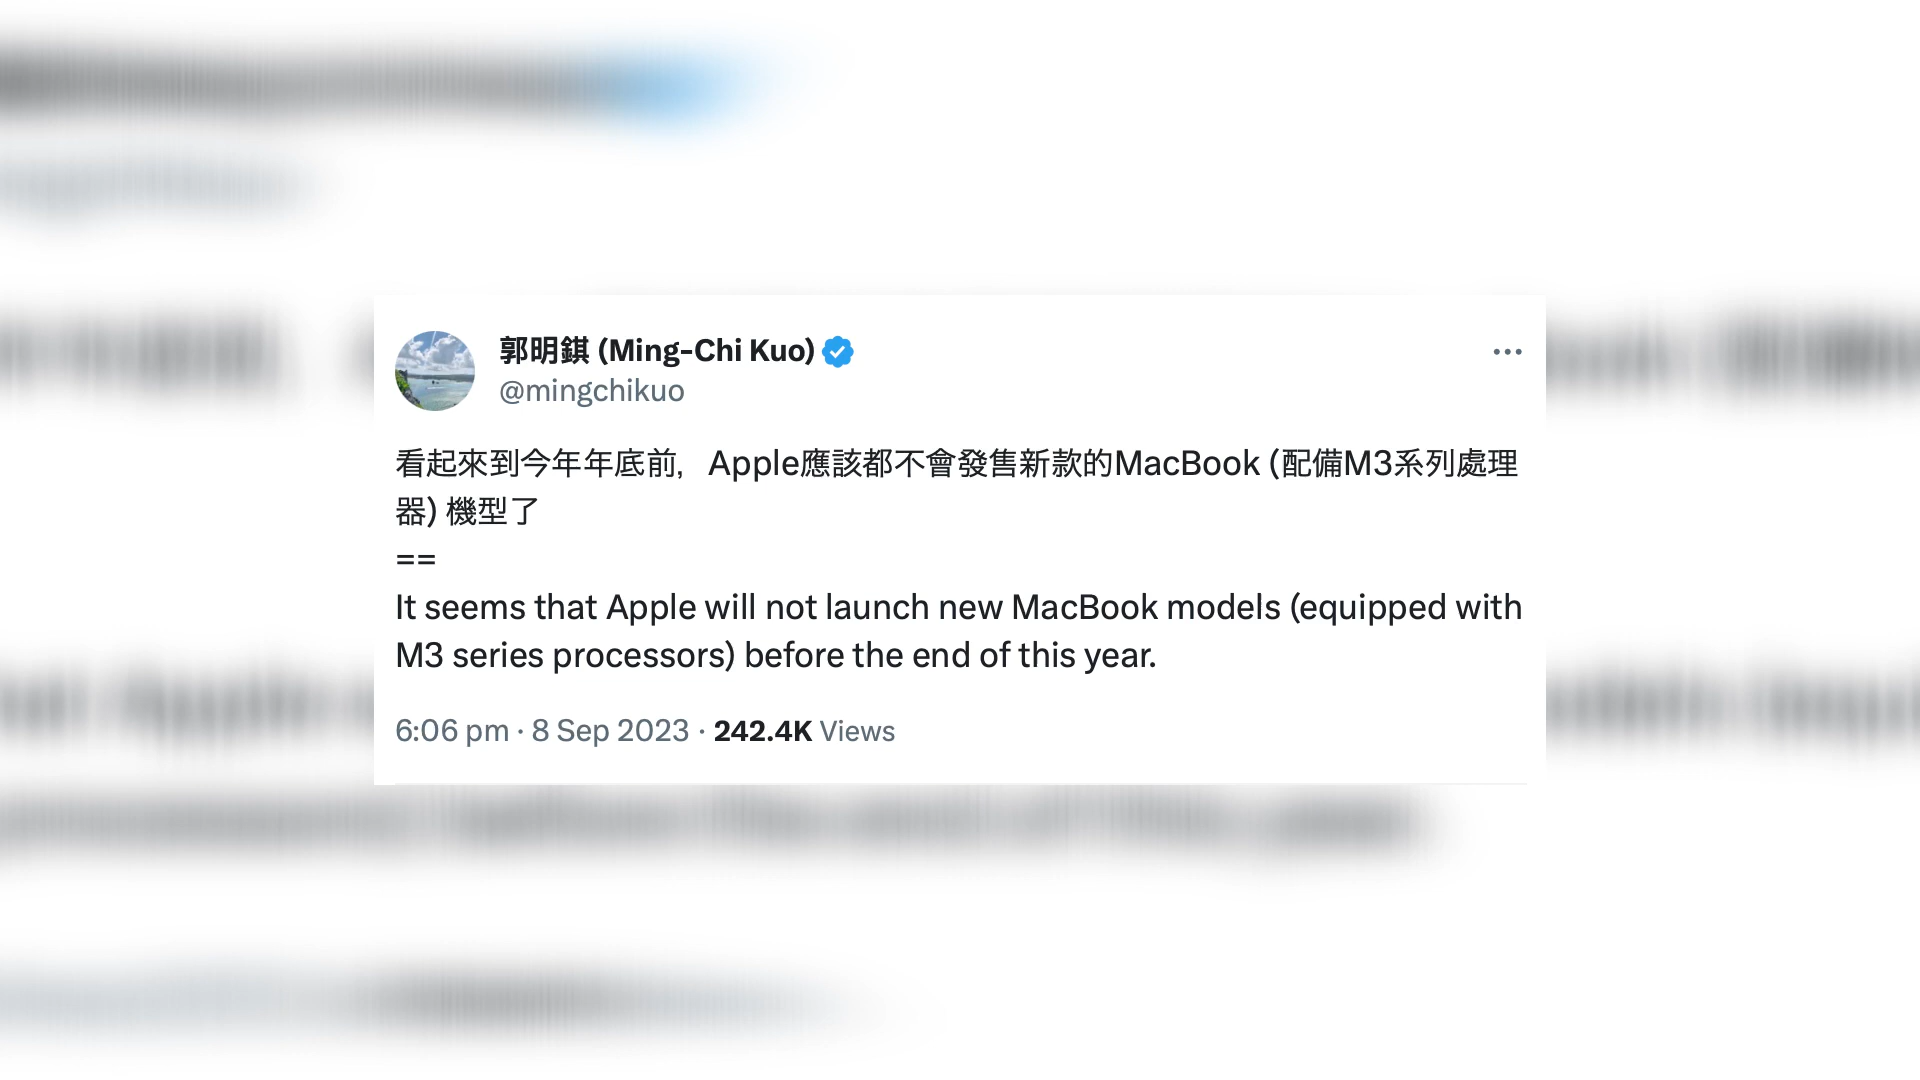 郭明錤 (Ming-Chi Kuo)
@mingchikuo
看起來到今年年底前，Apple應該都不會發售新款的MacBook (配備M3系列處理
器) 機型了
==
It seems that Apple will not launch new MacBook models (equipped with
M3 series processors) before the end of this year.
6:06 pm · 8 Sep 2023 · 242.4K Views